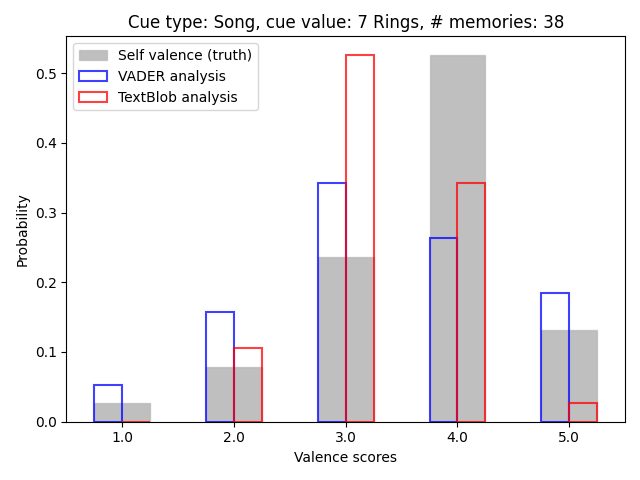 Cue type: Song, cue value: 7 Rings, # memories: 38
Self valence (truth)
VADER analysis
TextBlob analysis
Probability
0.5
0.4
0.3
0.2
0.1
0.0
1.0 2.0 3.0 4.0 5.0
Valence scores